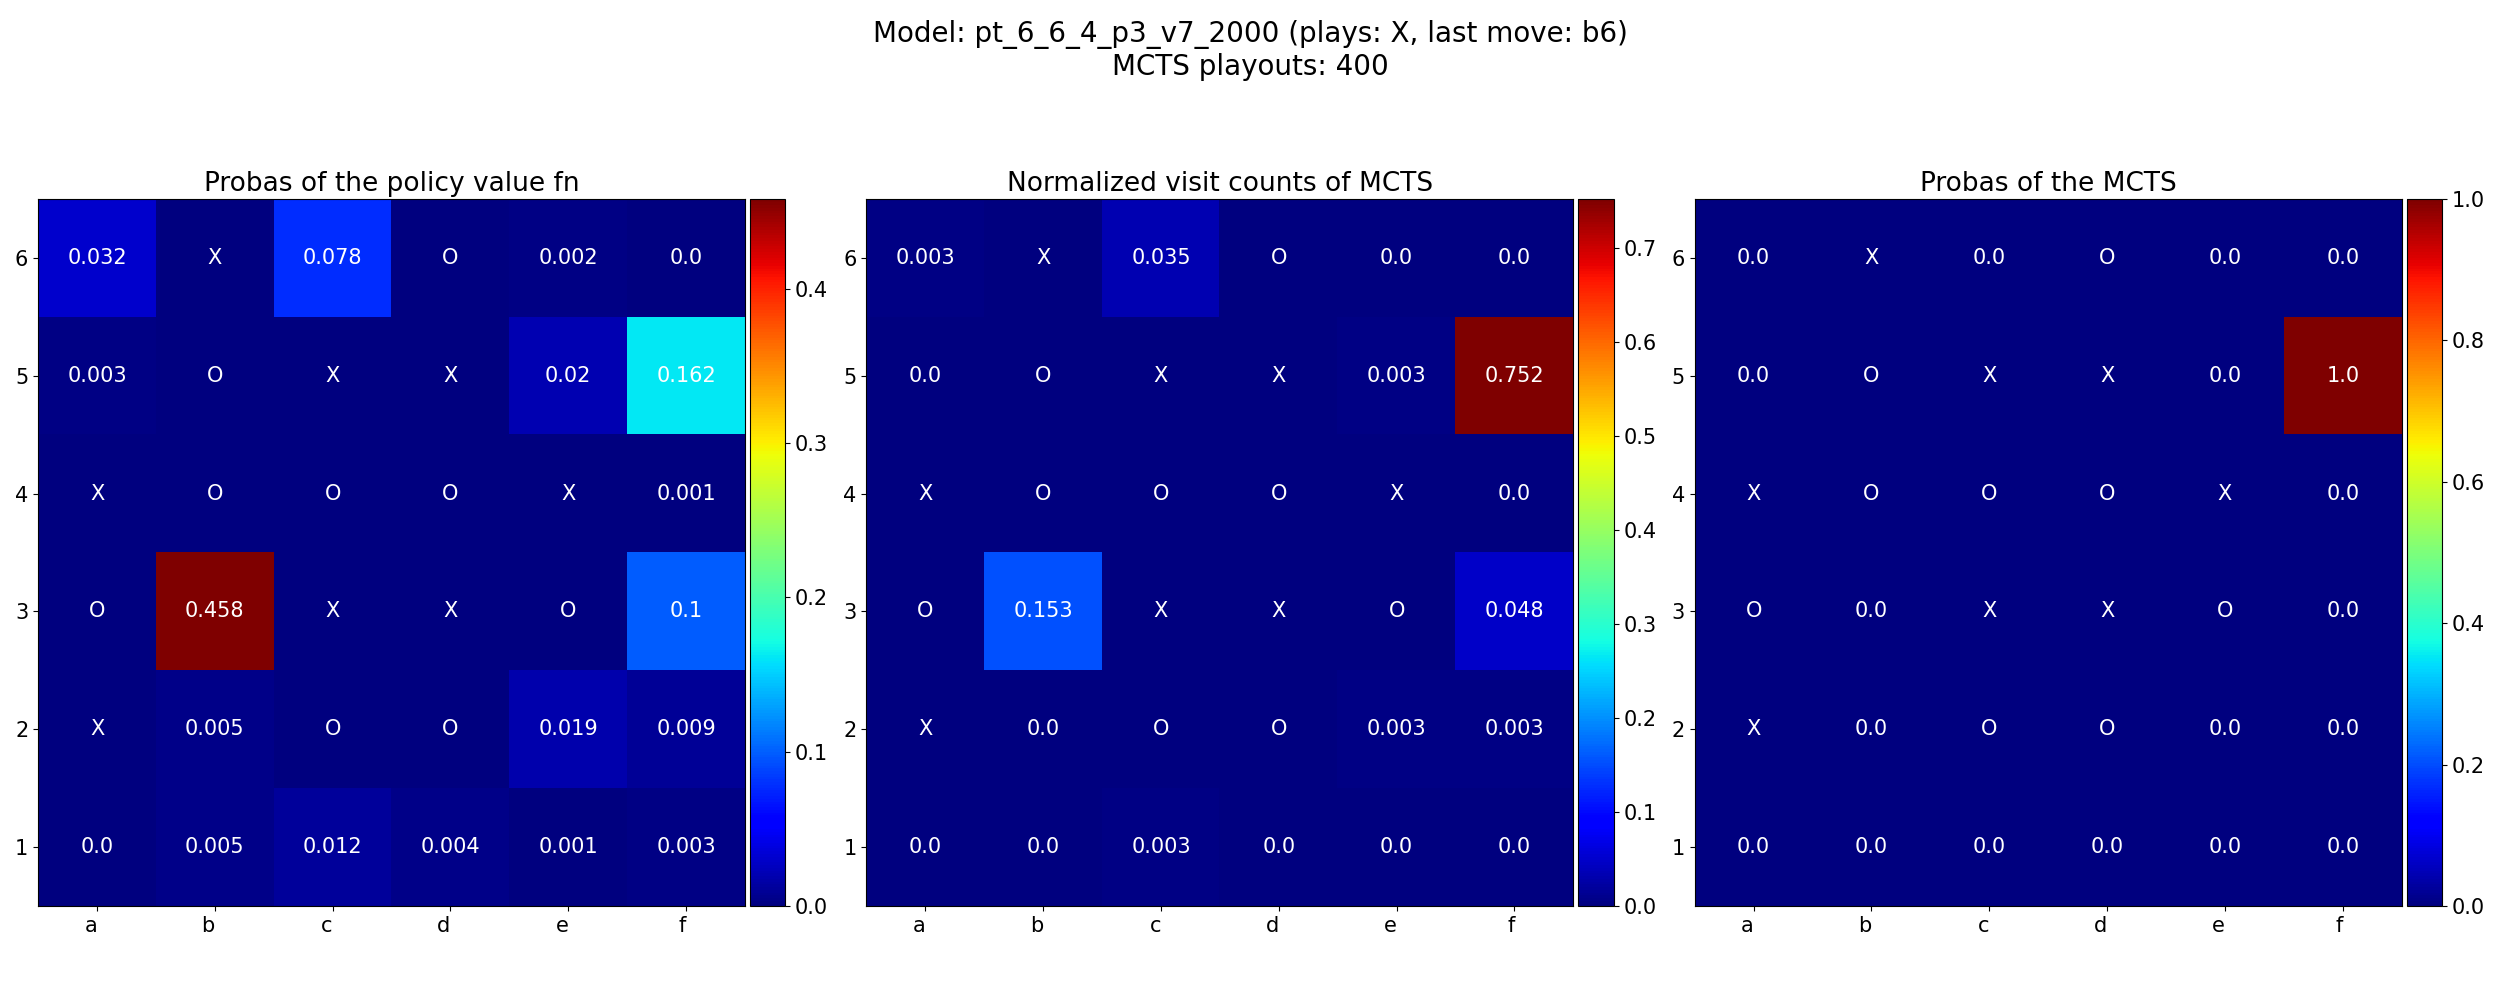 Model: pt_6_6_4_p3_v7_2000 (plays: X, last move: b6)
MCTS playouts: 400
Probas of the policy value fn
6 0.032 X 0.078 O 0.002 0.0
5 0.003 O X X 0.02 0.162
4 X O O O X 0.001
3 O 0.458 X X O 0.1
2 X 0.005 O O 0.019 0.009
1 0.0 0.005 0.012 0.004 0.001 0.003
a b c d e f
0.4
0.3
0.2
0.1
0.0
Normalized visit counts of MCTS
6 0.003 X 0.035 O 0.0 0.0
5 0.0 O X X 0.003 0.752
4 X O O O X 0.0
3 O 0.153 X X O 0.048
2 X 0.0 O O 0.003 0.003
1 0.0 0.0 0.003 0.0 0.0 0.0
a b c d e f
0.7
0.6
0.5
0.4
0.3
0.2
0.1
0.0
Probas of the MCTS
6 0.0 X 0.0 O 0.0 0.0
5 0.0 O X X 0.0 1.0
4 X O O O X 0.0
3 O 0.0 X X O 0.0
2 X 0.0 O O 0.0 0.0
1 0.0 0.0 0.0 0.0 0.0 0.0
a b c d e f
1.0
0.8
0.6
0.4
0.2
0.0